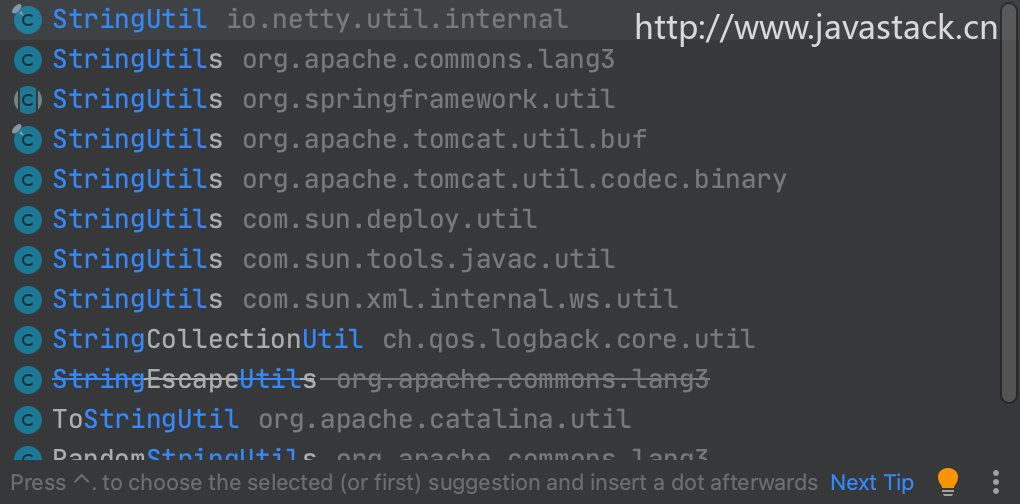 StringUtil io.netty.util.internal
http://www.javastack.cn
StringUtils org.apache.commons.lang3
StringUtils org.springframework.util
StringUtils org.apache.tomcat.util.buf
StringUtils org.apache.tomcat.util.codec.binary
StringUtils com.sun.deploy.util
StringUtils com.sun.tools.javac.util
StringUtils com.sun.xml.internal.ws.util
StringCollectionUtil ch.qos.logback.core.util
StringEscapeUtils org.apache.commons.lang3
ToStringUtil org.apache.catalina.util
RandomStringUtils org.apache.commons.lang3
Press ^. to choose the selected (or first) suggestion and insert a dot afterwards Next Tip